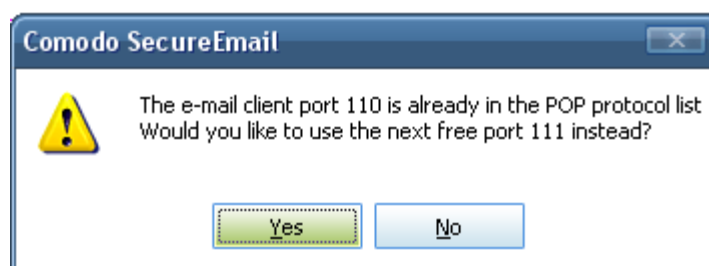 Comodo SecureEmail
The e-mail client port 110 is already in the POP protocol list
Would you like to use the next free port 111 instead?
Yes
No